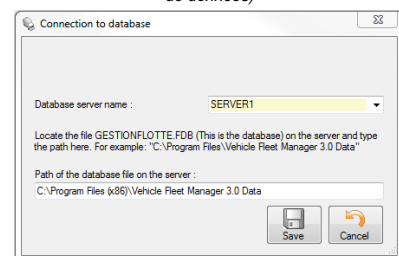 de données)
Connection to database
Database server name :
SERVER1
Locate the file GESTIONFLOTTE.FDB (This is the database) on the server and type
the path here. For example: "C:\Program Files\Vehicle Fleet Manager 3.0 Data"
Path of the database file on the server :
C:\Program Files (x86)\Vehicle Fleet Manager 3.0 Data
Save
Cancel